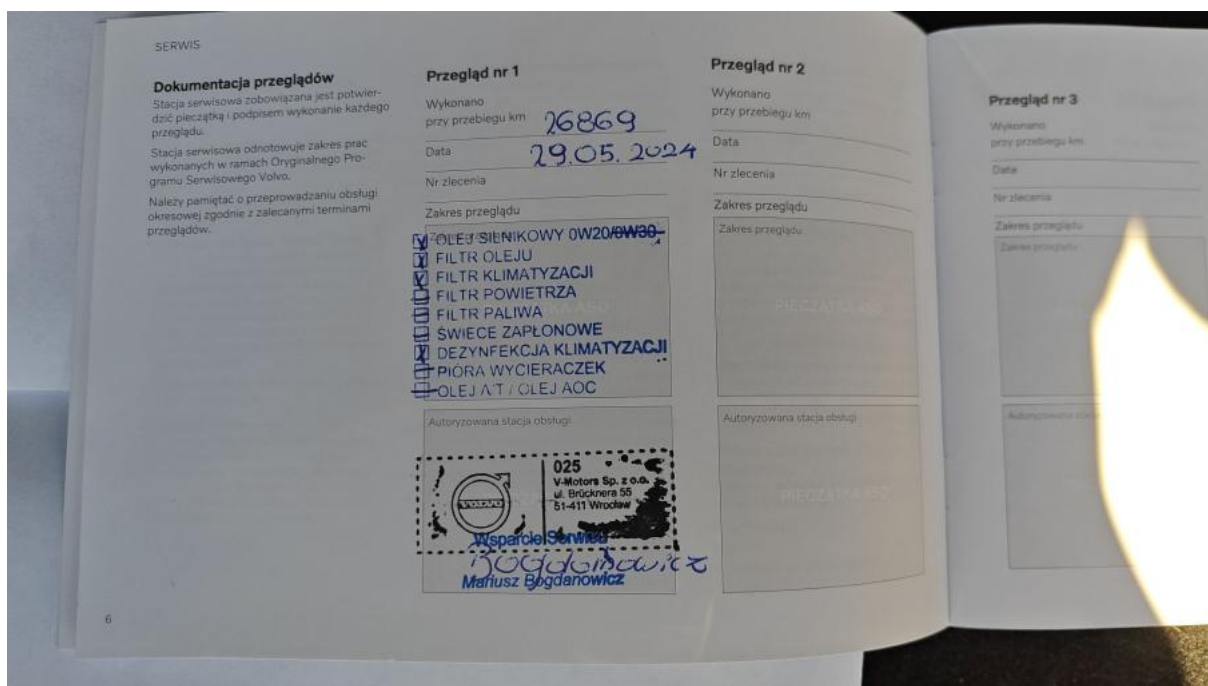 SERWIS
Dokumentacja przeglądów
Stacja serwisowa zobowiązana jest potwier-
dzić pieczątką i podpisem wykonanie każdego
przeglądu.
Stacja serwisowa odnotowuje zakres prac
wykonanych w ramach Oryginalnego Pro-
gramu Serwisowego Volvo.
Należy pamiętać o przeprowadzaniu obsługi
okresowej zgodnie z zalecanymi terminami
przeglądów.
6
Przegląd nr 1
Wykonano
przy przebiegu km 26869
Data 29.05.2024
Nr zlecenia
Zakres przeglądu
OLEJ SILNIKOWY 0W20/0W30
FILTR OLEJU
FILTR KLIMATYZACJI
FILTR POWIETRZA
FILTR PALIWA
ŚWIECE ZAPŁONOWE
DEZYNFEKCJA KLIMATYZACJI
PIÓRA WYCIERACZEK
OLEJ A\T / OLEJ AOC
Autoryzowana stacja obsługi
VOLVO
025
V-Motors Sp. z o.o.
ul. Brücknera 55
51-411 Wrocław
Wsparcie Serwisu
Bogdanowicz
Mariusz Bogdanowicz
Przegląd nr 2
Wykonano
przy przebiegu km
Data
Nr zlecenia
Zakres przeglądu
Zakres przeglądu
PIECZĄTKA ASO
Autoryzowana stacja obsługi
PIECZĄTKA ASO
Przegląd nr 3
Wykonano
przy przebiegu km
Data
Nr zlecenia
Zakres przeglądu
Zakres przeglądu
Autoryzowana